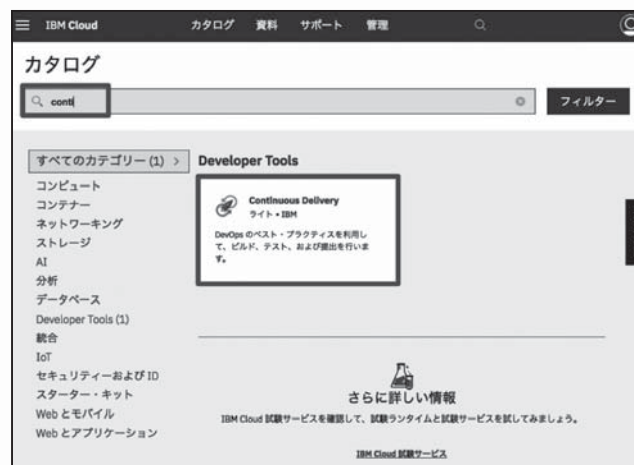 IBM Cloud
カタログ 資料 サポート 管理
カタログ
conti
フィルター
すべてのカテゴリー (1) >
コンピュート
コンテナー
ネットワーキング
ストレージ
AI
分析
データベース
Developer Tools (1)
統合
IoT
セキュリティーおよび ID
スターター・キット
Web とモバイル
Web とアプリケーション
Developer Tools
Continuous Delivery
ライト • IBM
DevOps のベスト・プラクティスを利用し
て、ビルド、テスト、および提出を行いま
す。
さらに詳しい情報
IBM Cloud 試験サービスを確認して、試験ランタイムと試験サービスを試してみましょう。
IBM Cloud 試験サービス